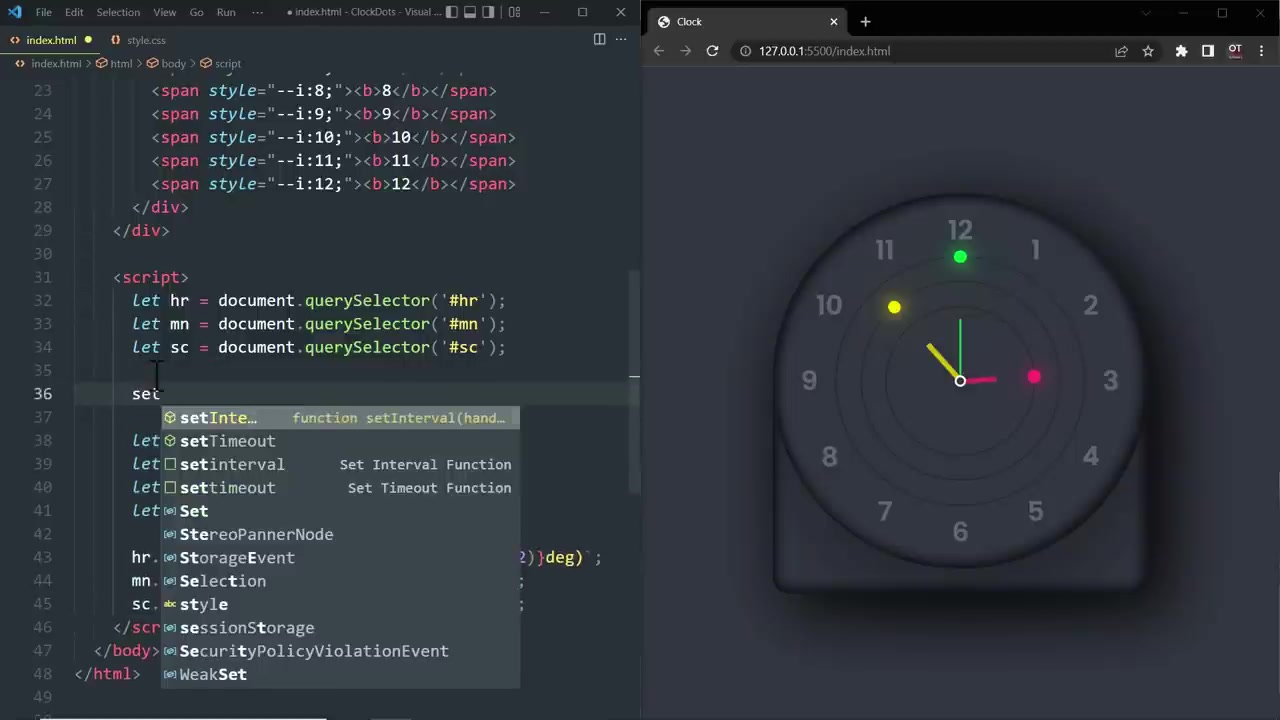 File Edit Selection View Go Run ··· ● index.html - ClockDots - Visual ...
index.html ● style.css
index.html > html > body > script
23 <span style="--i:8;"><b>8</b></span>
24 <span style="--i:9;"><b>9</b></span>
25 <span style="--i:10;"><b>10</b></span>
26 <span style="--i:11;"><b>11</b></span>
27 <span style="--i:12;"><b>12</b></span>
28 </div>
29 </div>
30
31 <script>
32 let hr = document.querySelector('#hr');
33 let mn = document.querySelector('#mn');
34 let sc = document.querySelector('#sc');
35
36 set
37 setInte… function setInterval(hand…
38 let setTimeout
39 let setinterval Set Interval Function
40 let settimeout Set Timeout Function
41 let Set
42 StereoPannerNode
43 hr. StorageEvent 2)}deg)`;
44 mn. Selection ;
45 sc. abc style ;
46 </scr sessionStorage
47 </body> SecurityPolicyViolationEvent
48 </html> WeakSet
49
Clock
127.0.0.1:5500/index.html
OT
12
11 1
10 2
9 3
8 4
7 5
6